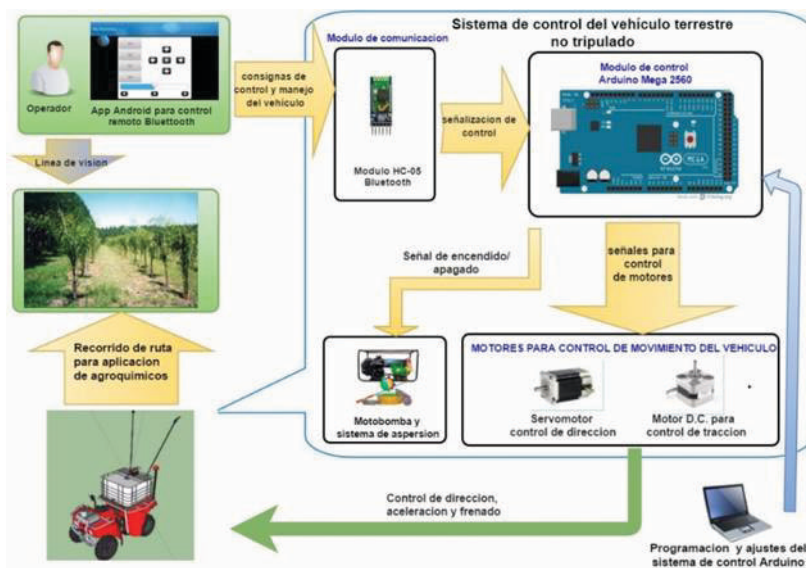 Sistema de control del vehículo terrestre
no tripulado
Operador
App Android para control
remoto Bluettooth
consignas de
control y manejo
del vehículo
Modulo de comunicacion
Modulo HC-05
Bluetooth
señalizacion de
control
Modulo de control
Arduino Mega 2560
Linea de vision
Señal de encendido/
apagado
señales para
control
de motores
Recorrido de ruta
para aplicacion
de agroquimicos
Motobomba y
sistema de aspersion
MOTORES PARA CONTROL DE MOVIMIENTO DEL VEHICULO
Servomotor
control de direccion
Motor D.C. para
control de traccion
Control de direccion,
aceleracion y frenado
Programacion y ajustes del
sistema de control Arduino